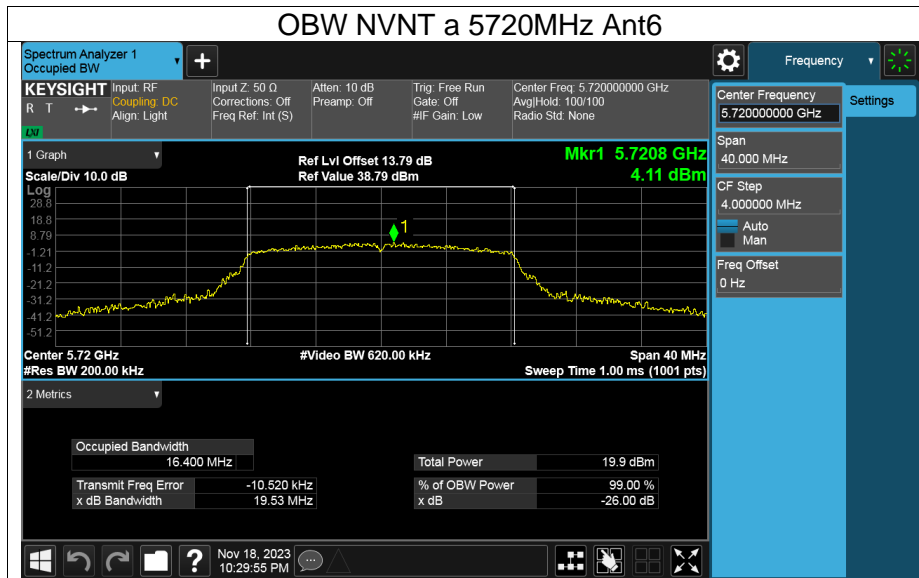 OBW NVNT a 5720MHz Ant6
Spectrum Analyzer 1
Occupied BW
+
Frequency
KEYSIGHT
R T
LXI
Input: RF
Coupling: DC
Align: Light
Input Z: 50 Ω
Corrections: Off
Freq Ref: Int (S)
Atten: 10 dB
Preamp: Off
Trig: Free Run
Gate: Off
#IF Gain: Low
Center Freq: 5.720000000 GHz
Avg|Hold: 100/100
Radio Std: None
Center Frequency
5.720000000 GHz
Settings
Span
40.000 MHz
CF Step
4.000000 MHz
Auto
Man
Freq Offset
0 Hz
1 Graph
Scale/Div 10.0 dB
Ref Lvl Offset 13.79 dB
Ref Value 38.79 dBm
Mkr1 5.7208 GHz
4.11 dBm
Log
28.8
18.8
8.79
-1.21
-11.2
-21.2
-31.2
-41.2
-51.2
1
Center 5.72 GHz
#Res BW 200.00 kHz
#Video BW 620.00 kHz
Span 40 MHz
Sweep Time 1.00 ms (1001 pts)
2 Metrics
Occupied Bandwidth
16.400 MHz
Transmit Freq Error -10.520 kHz
x dB Bandwidth 19.53 MHz
Total Power 19.9 dBm
% of OBW Power 99.00 %
x dB -26.00 dB
?
Nov 18, 2023
10:29:55 PM